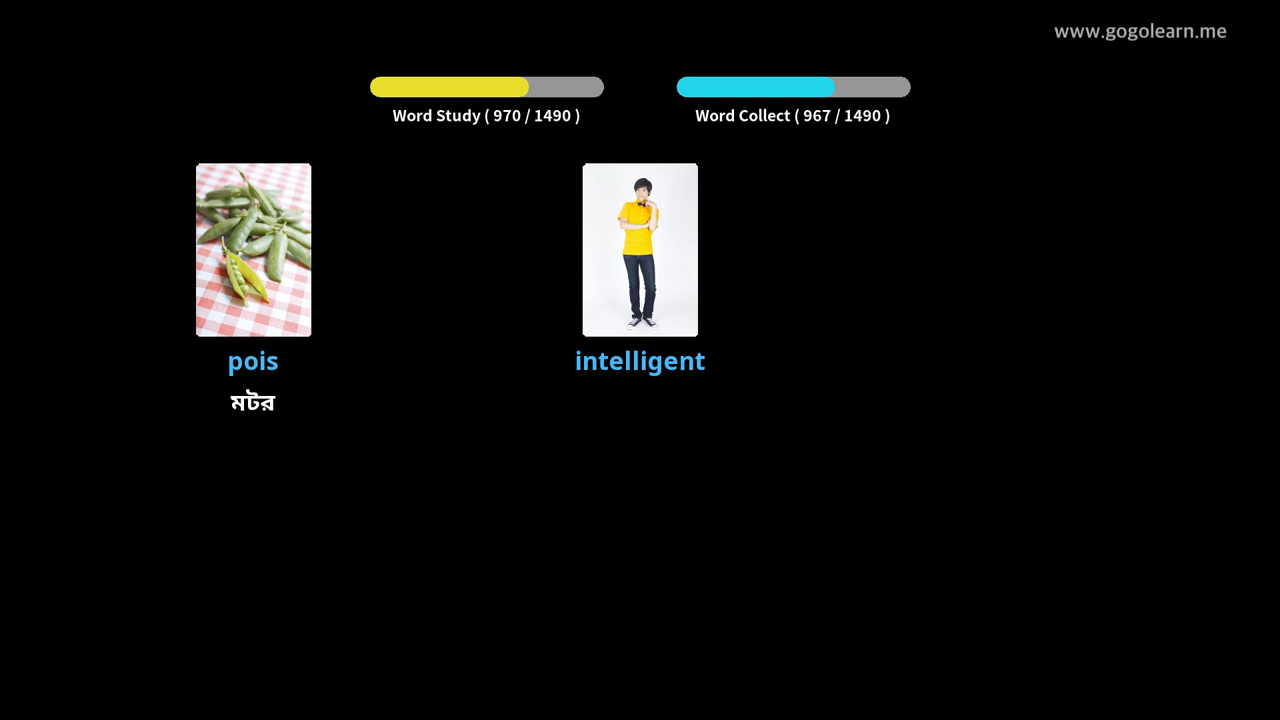 www.gogolearn.me
Word Study ( 970 / 1490 )
Word Collect ( 967 / 1490 )
pois
মটর
intelligent